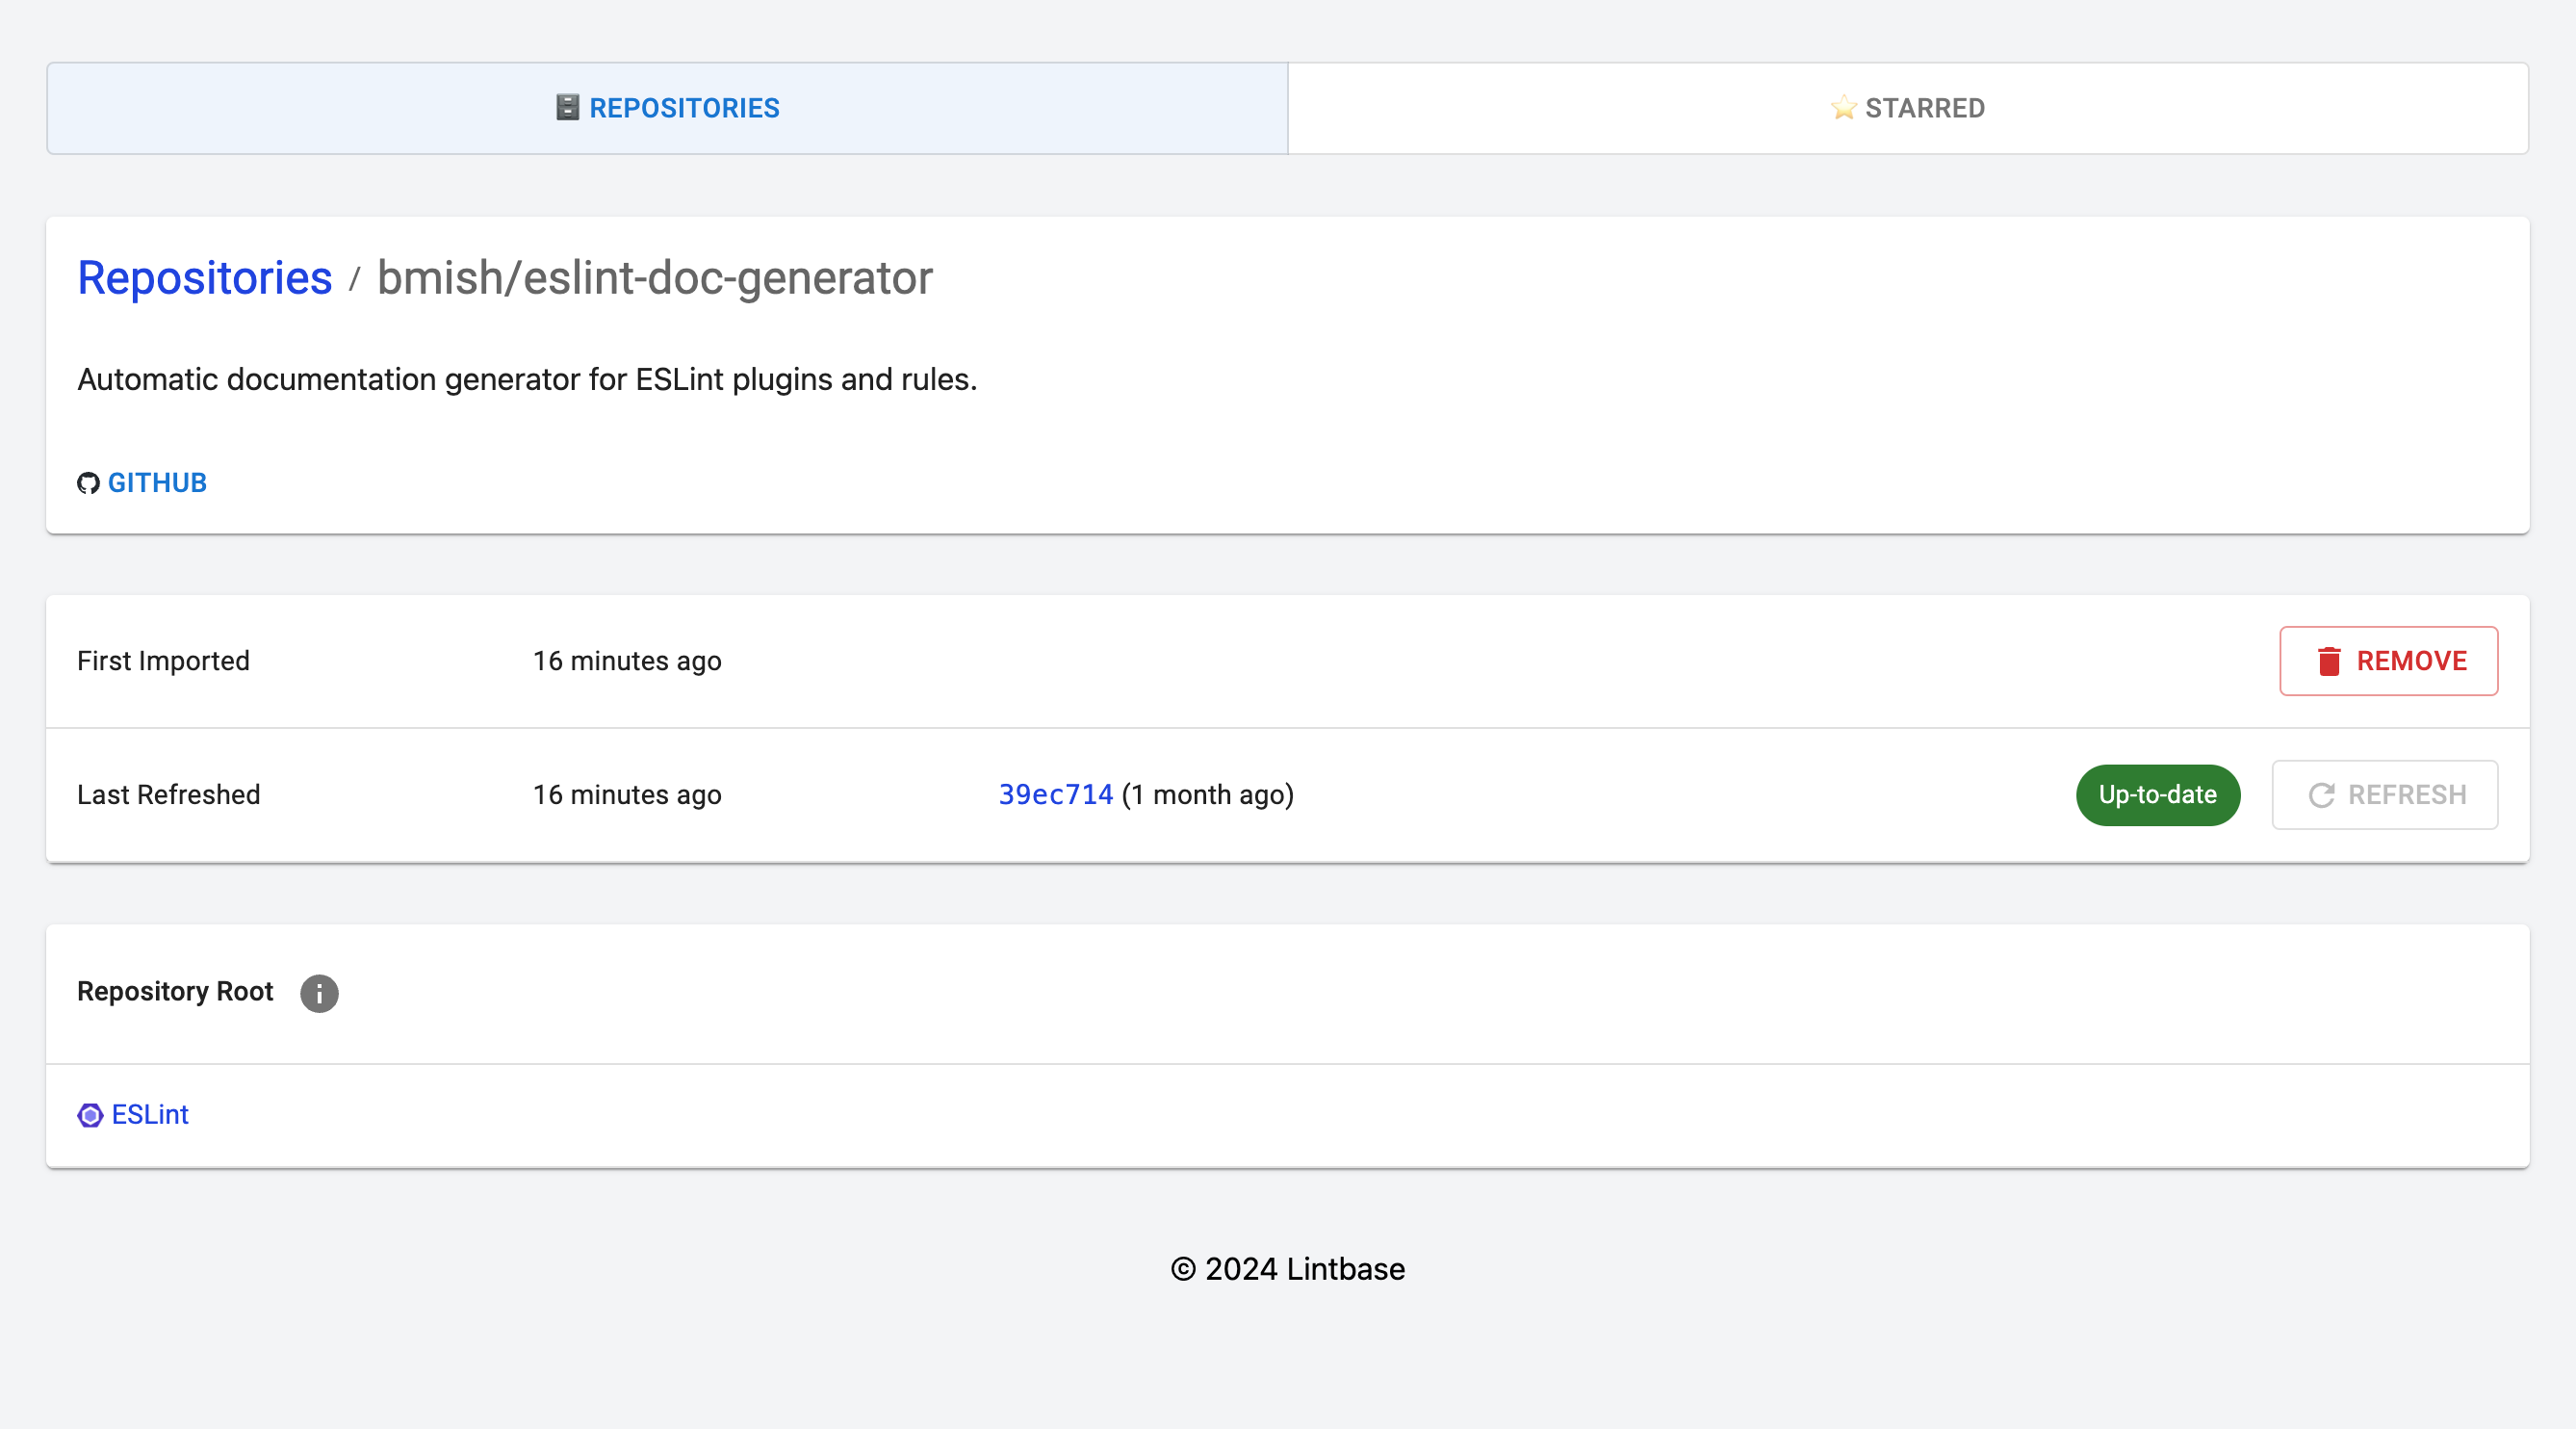 REPOSITORIES
STARRED
Repositories / bmish/eslint-doc-generator
Automatic documentation generator for ESLint plugins and rules.
GITHUB
First Imported 16 minutes ago REMOVE
Last Refreshed 16 minutes ago 39ec714 (1 month ago) Up-to-date REFRESH
Repository Root
ESLint
© 2024 Lintbase